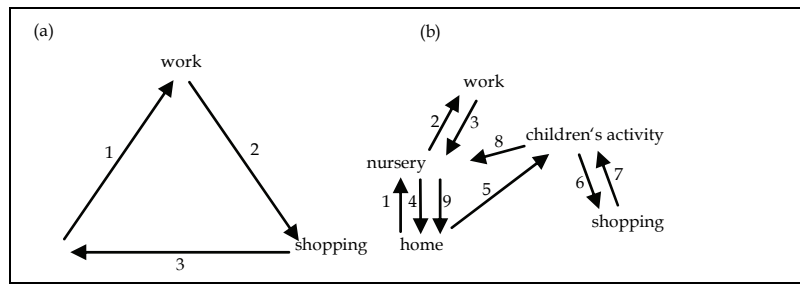 (a)
work
1
2
shopping
3
(b)
work
2
3
children‘s activity
8
nursery
6
7
1
4
9
5
shopping
home